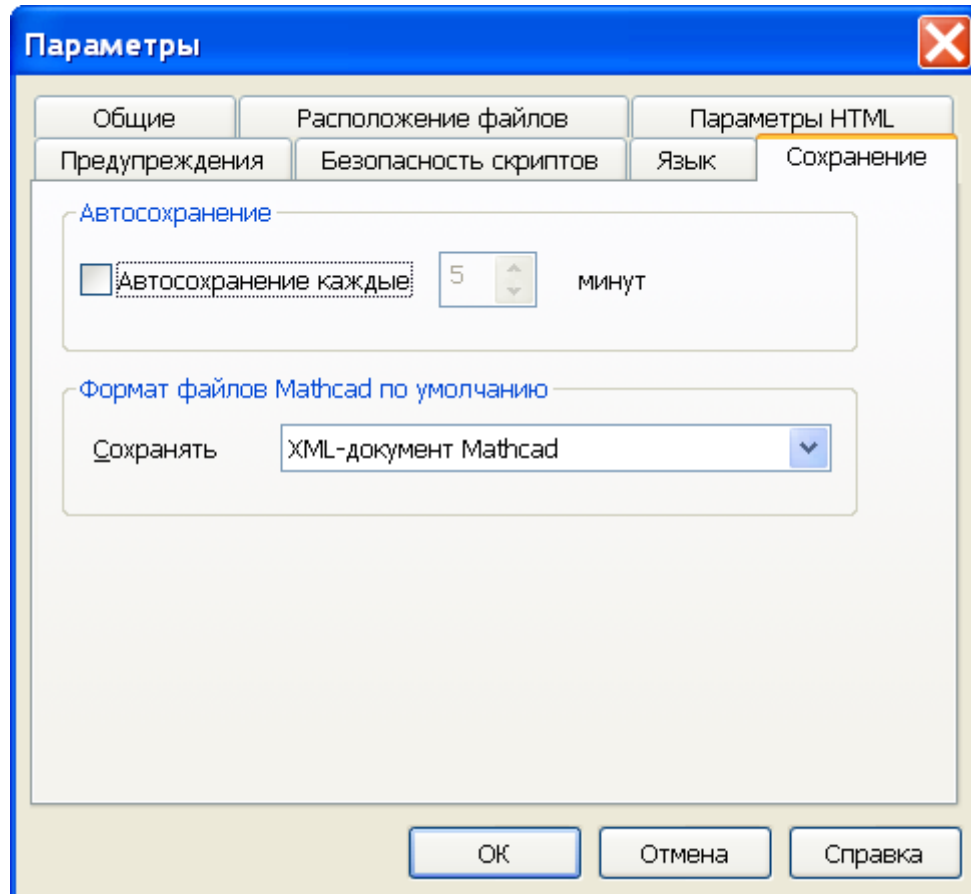 Параметры
Общие Расположение файлов Параметры HTML
Предупреждения Безопасность скриптов Язык Сохранение
Автосохранение
Автосохранение каждые 5 минут
Формат файлов Mathcad по умолчанию
Сохранять XML-документ Mathcad
ОК Отмена Справка